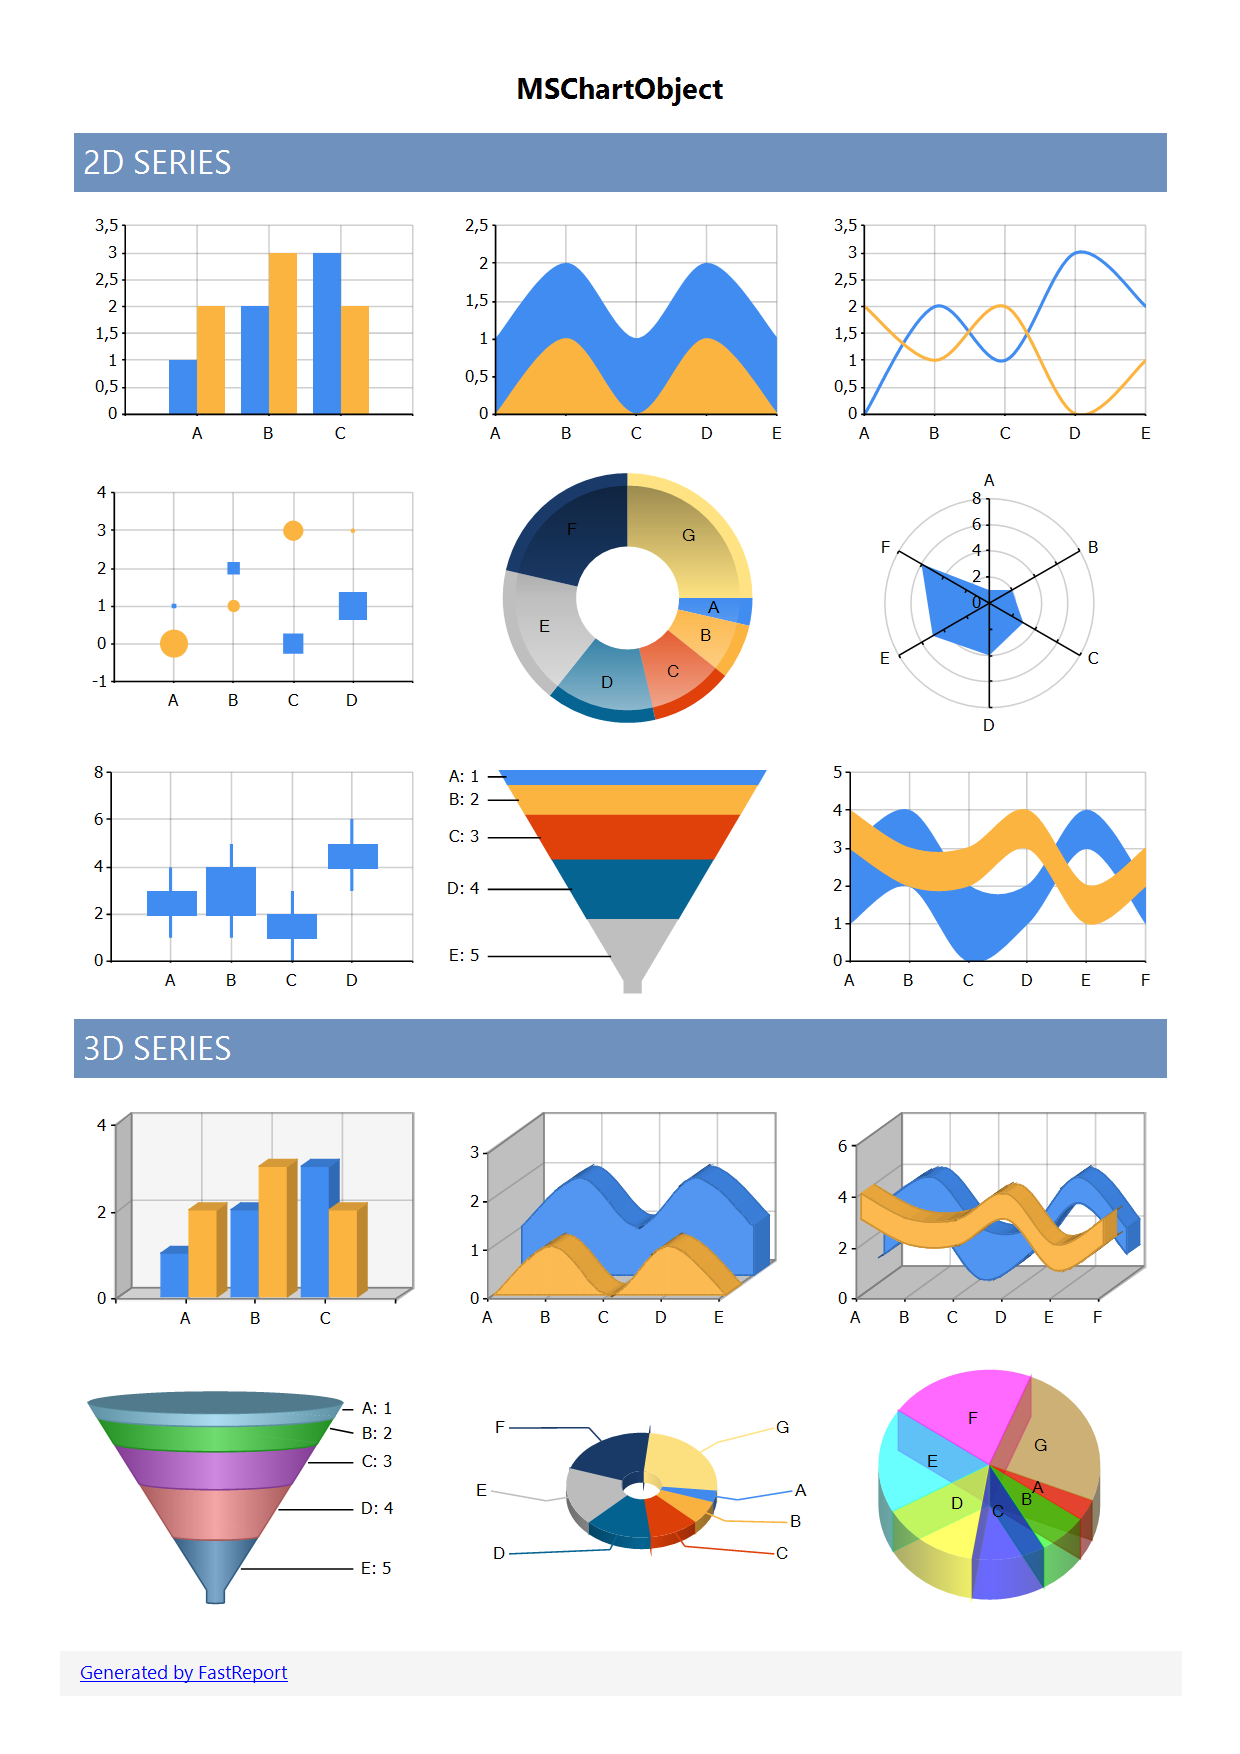 MSChartObject
2D SERIES
3,5
3
2,5
2
1,5
1
0,5
0
A B C
2,5
2
1,5
1
0,5
0
A B C D E
3,5
3
2,5
2
1,5
1
0,5
0
A B C D E
4
3
2
1
0
-1
A B C D
F
G
A
B
C
D
E
A
8
6
4
2
0
F
B
E
C
D
8
6
4
2
0
A B C D
A: 1
B: 2
C: 3
D: 4
E: 5
5
4
3
2
1
0
A B C D E F
3D SERIES
4
2
0
A B C
3
2
1
0
A B C D E
6
4
2
0
A B C D E F
A: 1
B: 2
C: 3
D: 4
E: 5
F
G
E
A
B
D
C
F
G
E
A
B
D
C
Generated by FastReport